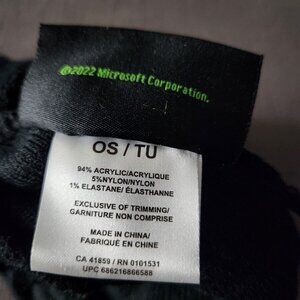 ©2022 Microsoft Corporation.
OS / TU
94% ACRYLIC/ACRYLIQUE
5%NYLON/NYLON
1% ELASTANE/ ÉLASTHANNE
EXCLUSIVE OF TRIMMING/
GARNITURE NON COMPRISE
MADE IN CHINA/
FABRIQUÉ EN CHINE
CA 41859 / RN 0101531
UPC 686216866588